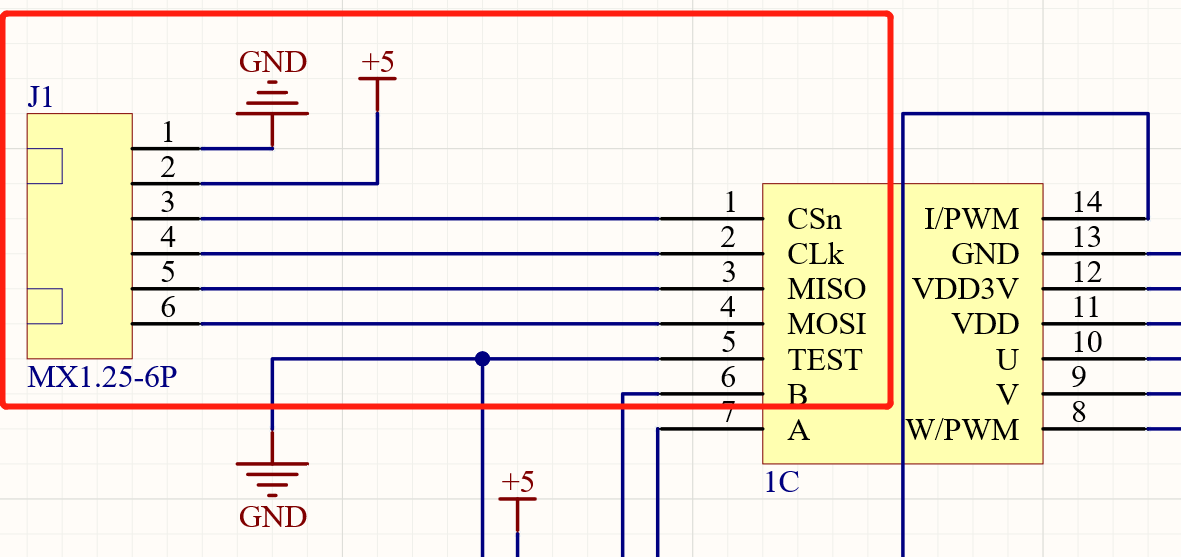 GND
+5
J1
1
2
3
4
5
6
MX1.25-6P
GND
+5
1 CSn I/PWM 14
2 CLk GND 13
3 MISO VDD3V 12
4 MOSI VDD 11
5 TEST U 10
6 B V 9
7 A W/PWM 8
1C